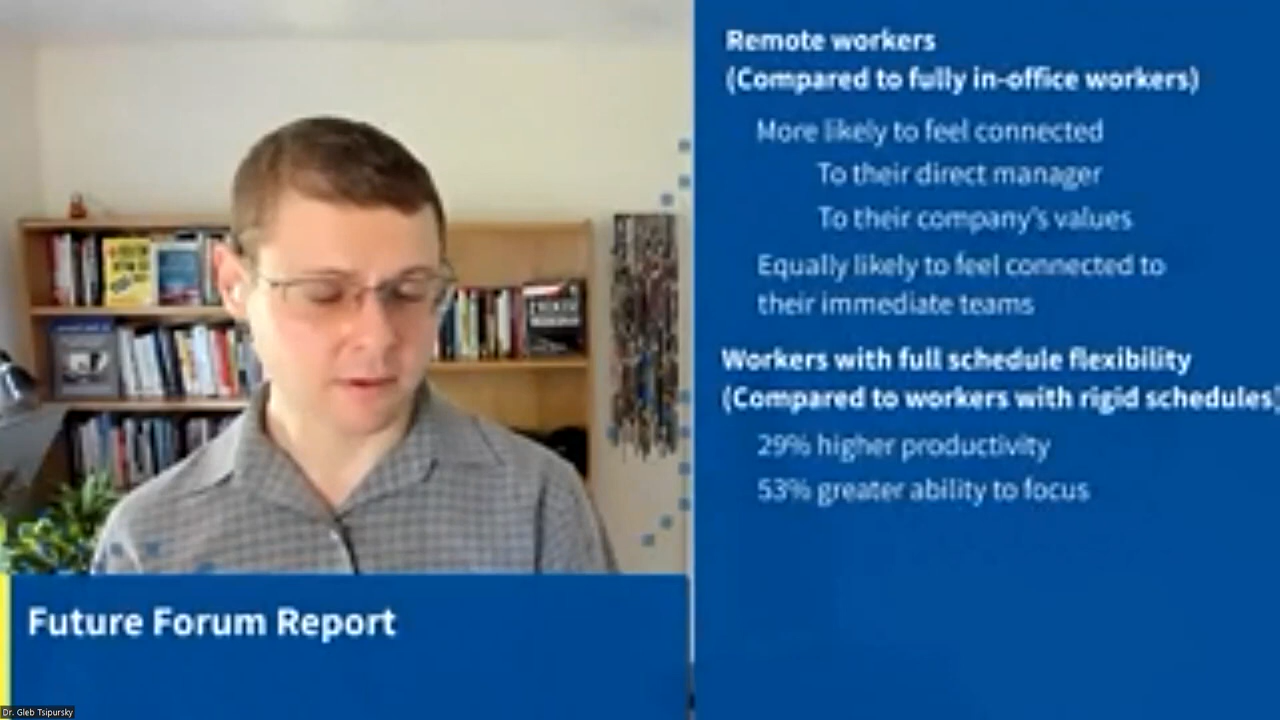 Remote workers
(Compared to fully in-office workers)
More likely to feel connected
To their direct manager
To their company's values
Equally likely to feel connected to
their immediate teams
Workers with full schedule flexibility
(Compared to workers with rigid schedules)
29% higher productivity
53% greater ability to focus
Future Forum Report
Dr. Gleb Tsipursky